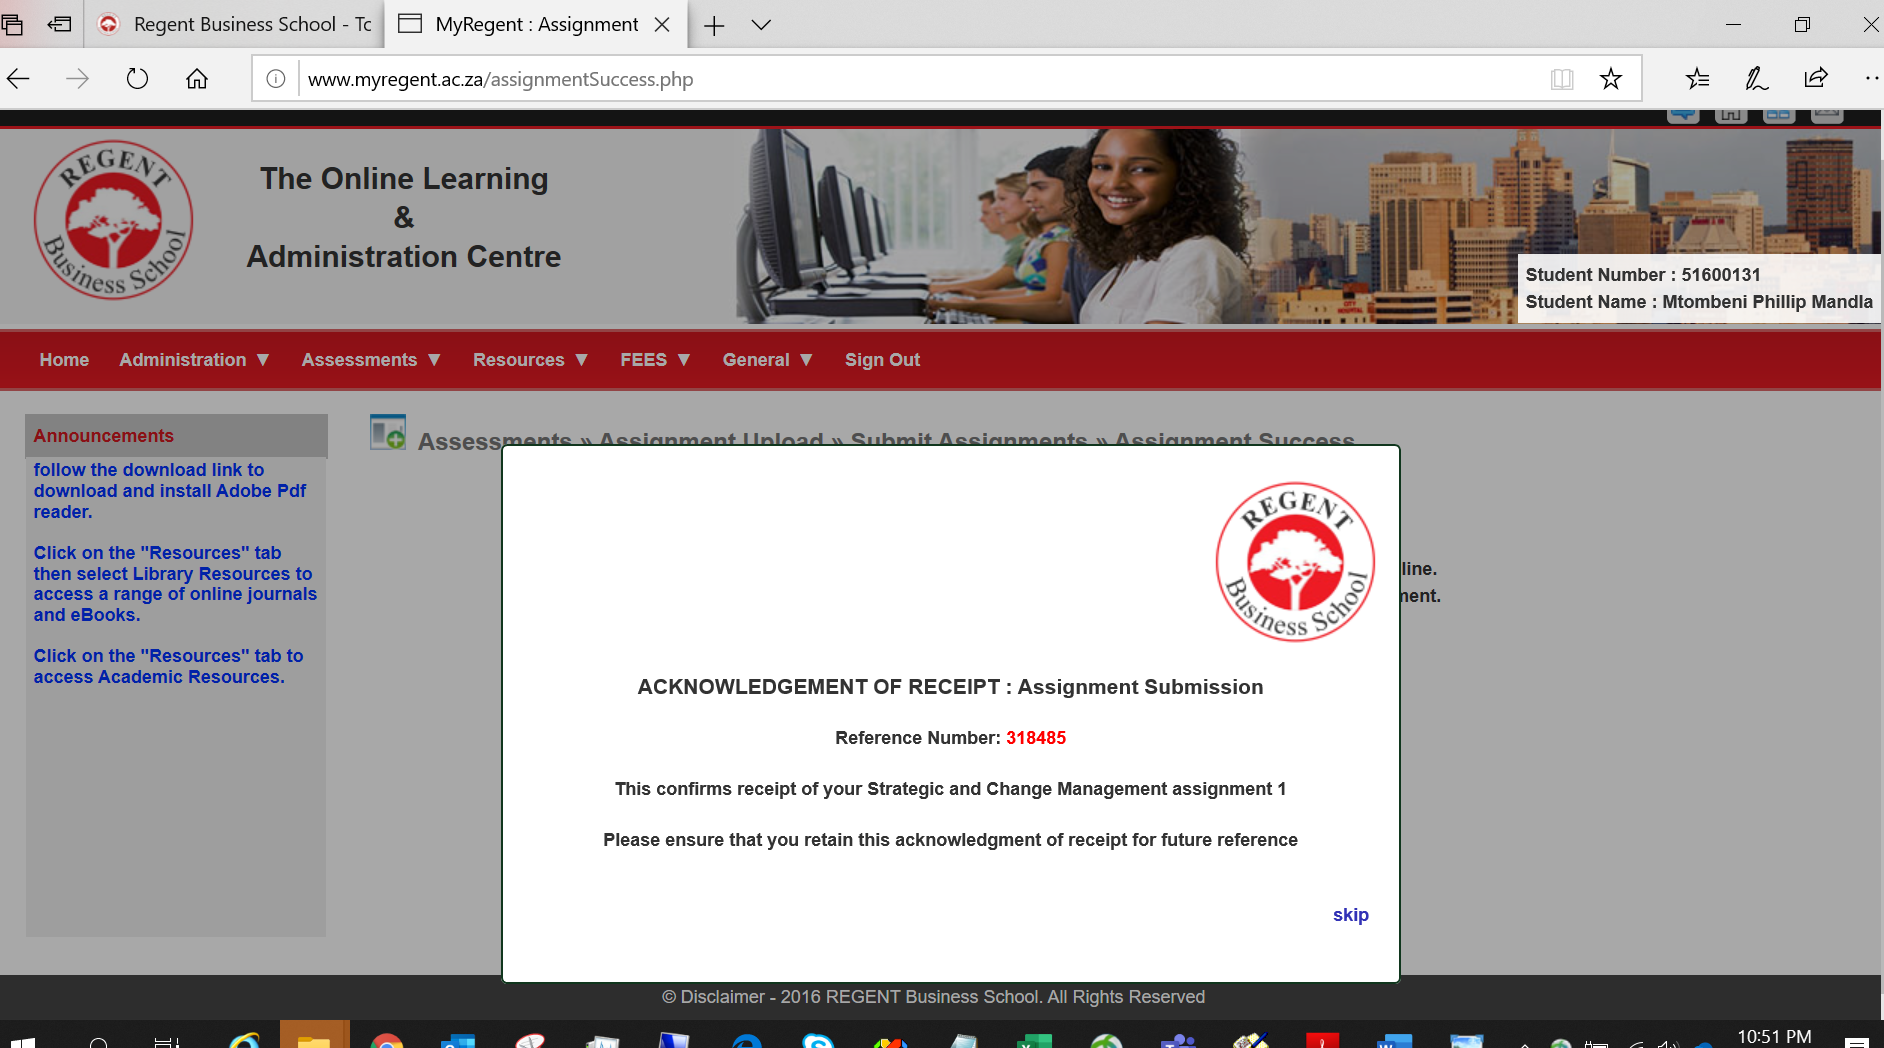 Regent Business School - Tc
MyRegent : Assignment
www.myregent.ac.za/assignmentSuccess.php
REGENT
Business School
The Online Learning
&
Administration Centre
Student Number : 51600131
Student Name : Mtombeni Phillip Mandla
Home Administration ▼ Assessments ▼ Resources ▼ FEES ▼ General ▼ Sign Out
Announcements
follow the download link to
download and install Adobe Pdf
reader.
Click on the "Resources" tab
then select Library Resources to
access a range of online journals
and eBooks.
Click on the "Resources" tab to
access Academic Resources.
Assessments » Assignment Upload » Submit Assignments » Assignment Success
line.
ment.
REGENT
Business School
ACKNOWLEDGEMENT OF RECEIPT : Assignment Submission
Reference Number: 318485
This confirms receipt of your Strategic and Change Management assignment 1
Please ensure that you retain this acknowledgment of receipt for future reference
skip
© Disclaimer - 2016 REGENT Business School. All Rights Reserved
10:51 PM